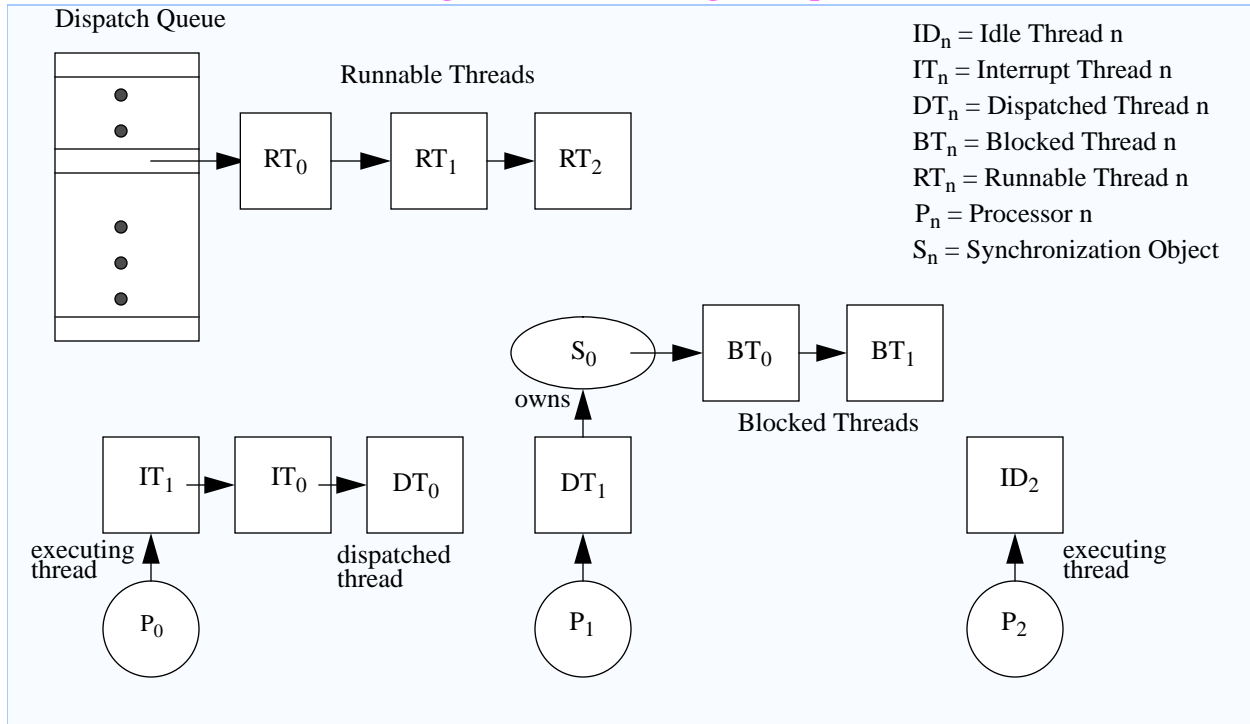 Dispatch Queue
Runnable Threads
RT0
RT1
RT2
IDn = Idle Thread n
ITn = Interrupt Thread n
DTn = Dispatched Thread n
BTn = Blocked Thread n
RTn = Runnable Thread n
Pn = Processor n
Sn = Synchronization Object
S0
BT0
BT1
owns
Blocked Threads
IT1
IT0
DT0
DT1
ID2
executing
thread
dispatched
thread
executing
thread
P0
P1
P2